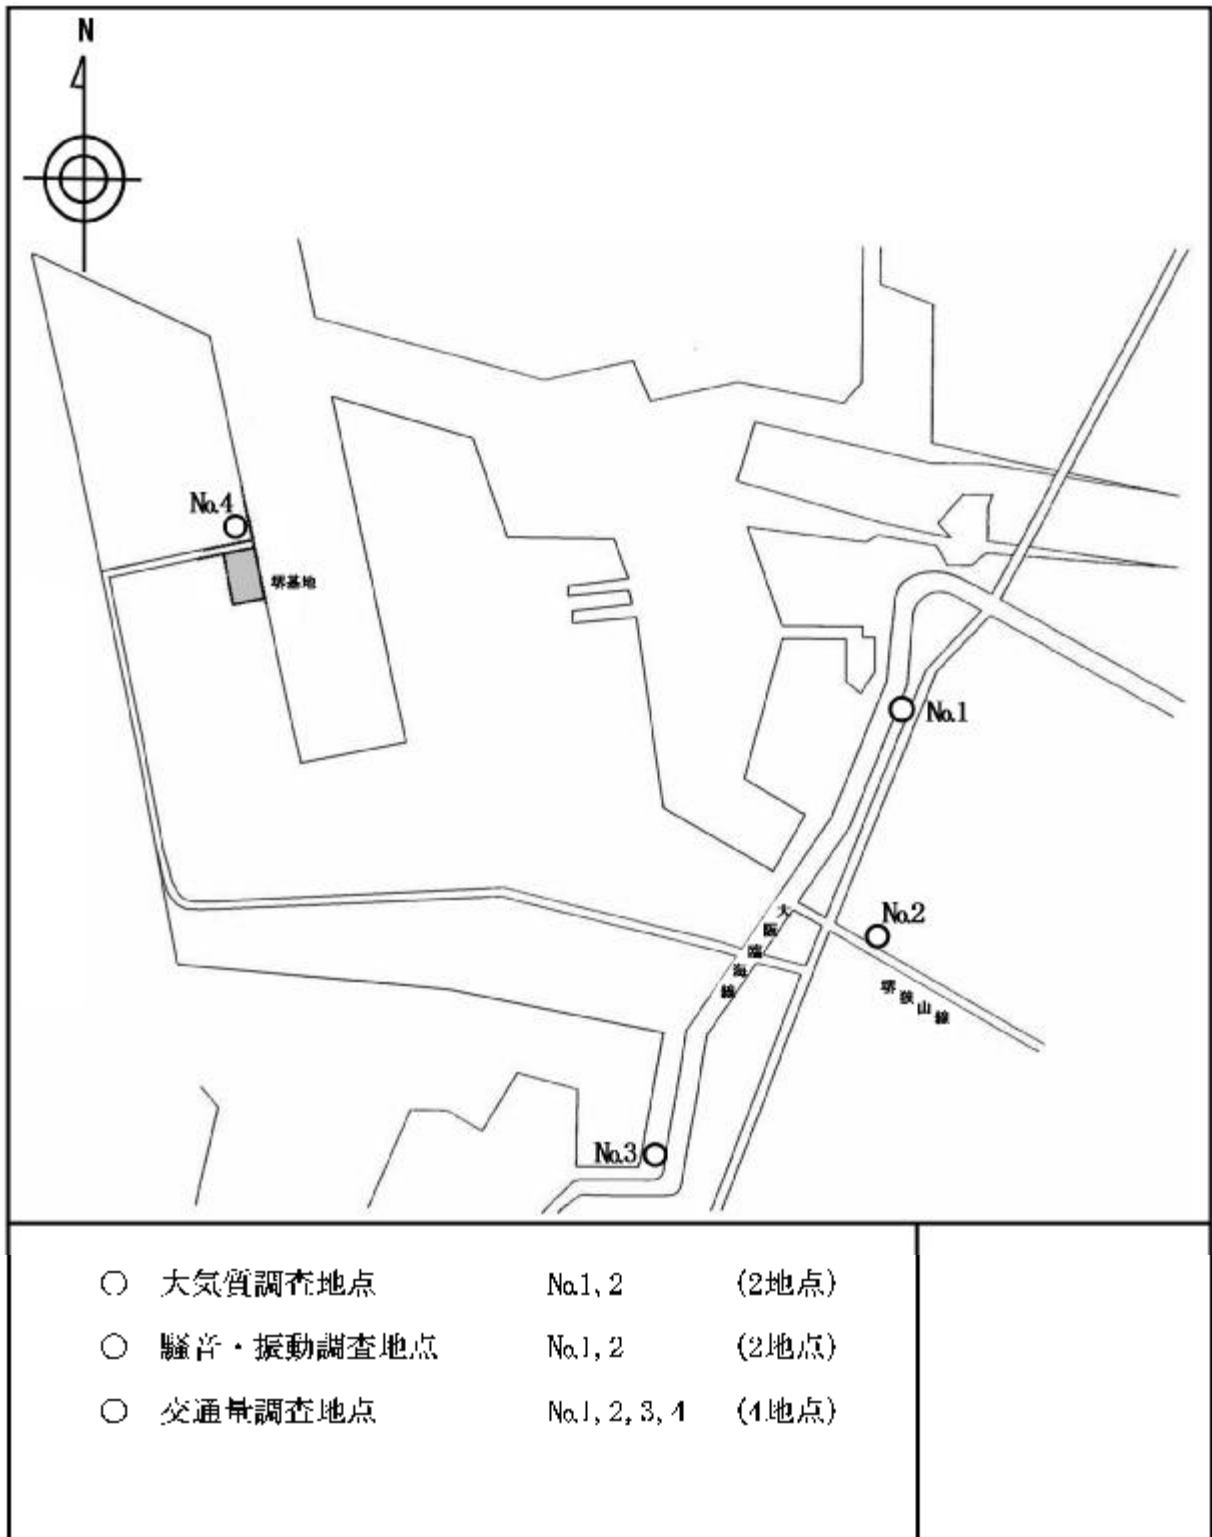 N
No.4
堺基地
No.1
No.2
大阪臨海線
堺狭山線
No.3
○ 大気質調査地点 No.1, 2 (2地点)
○ 騒音・振動調査地点 No.1, 2 (2地点)
○ 交通量調査地点 No.1, 2, 3, 4 (4地点)